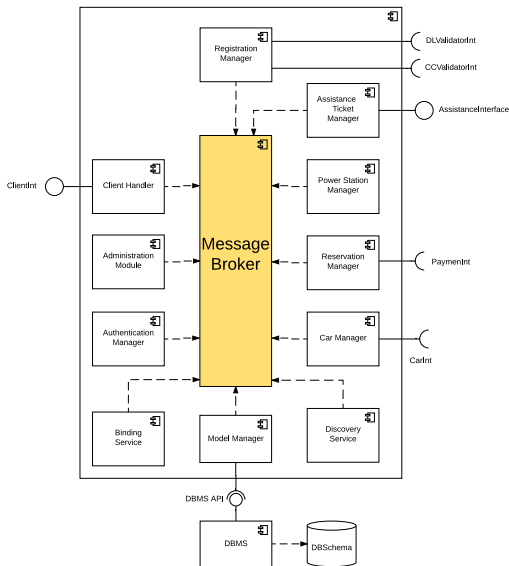 Registration
Manager
DLValidatorInt
CCValidatorInt
Assistance
Ticket
Manager
AssistanceInterface
ClientInt
Client Handler
Power Station
Manager
Message
Broker
Administration
Module
Reservation
Manager
PaymenInt
Authentication
Manager
Car Manager
CarInt
Binding
Service
Model Manager
Discovery
Service
DBMS API
DBMS
DBSchema